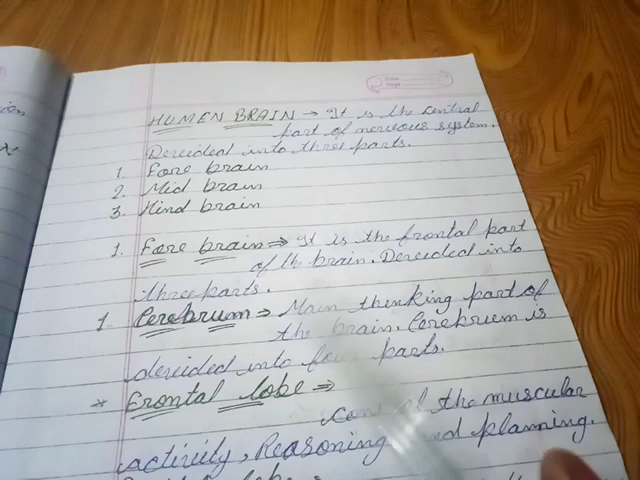 HUMEN BRAIN → It is the central
part of nervous system.
Devided into three parts.
1. Fore brain
2. Mid brain
3. Hind brain
1. Fore brain ⇒ It is the frontal part
of the brain. Devided into
three parts.
1. Cerebrum ⇒ Main thinking part of
the brain. Cerebrum is
devided into four parts.
* Frontal lobe ⇒
the muscular
activity, Reasoning and planning.